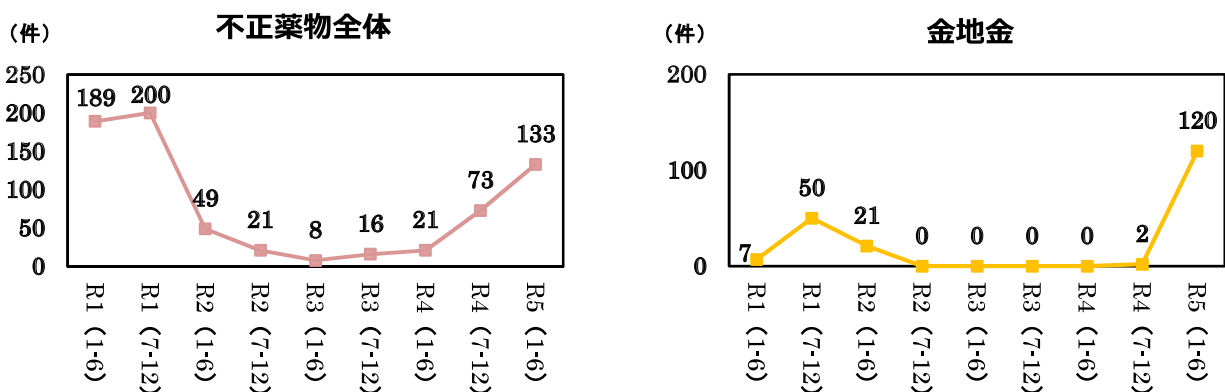 不正薬物全体
（件）
250
200
150
100
50
0
189
200
49
21
8
16
21
73
133
R1（1-6）
R1（7-12）
R2（1-6）
R2（7-12）
R3（1-6）
R3（7-12）
R4（1-6）
R4（7-12）
R5（1-6）
金地金
（件）
200
100
0
7
50
21
0
0
0
0
2
120
R1（1-6）
R1（7-12）
R2（1-6）
R2（7-12）
R3（1-6）
R3（7-12）
R4（1-6）
R4（7-12）
R5（1-6）